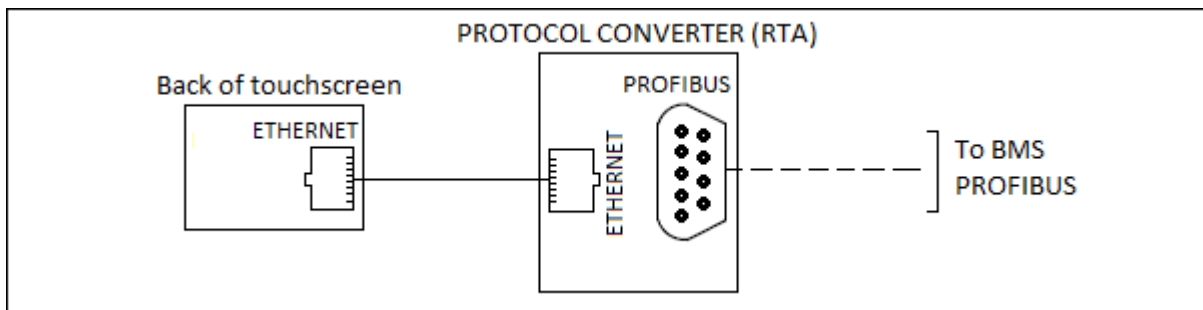 PROTOCOL CONVERTER (RTA)
Back of touchscreen
PROFIBUS
ETHERNET
ETHERNET
To BMS
PROFIBUS